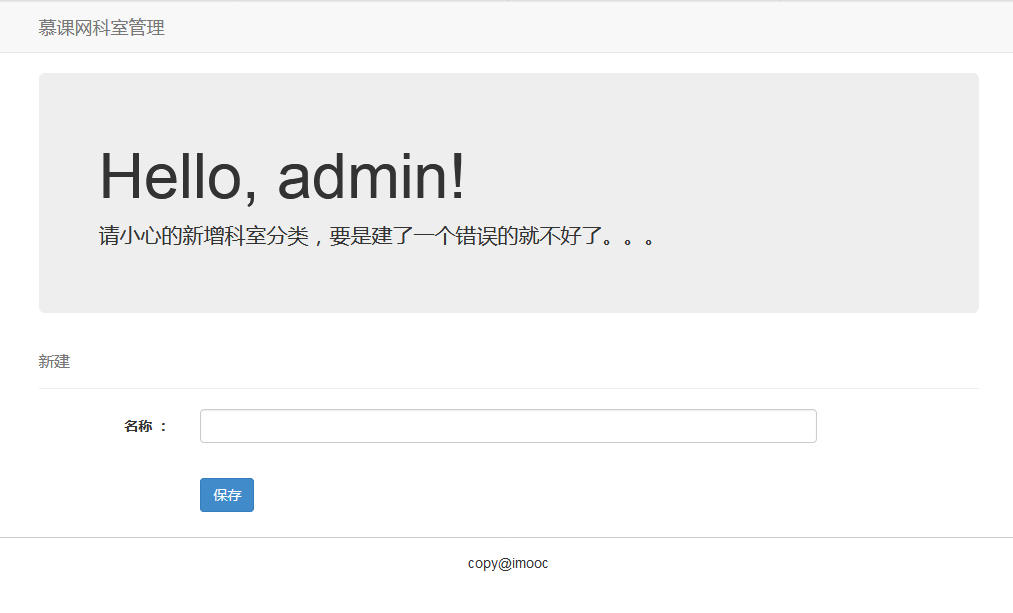 慕课网科室管理
Hello, admin!
请小心的新增科室分类，要是建了一个错误的就不好了。。。
新建
名称 ：
保存
copy@imooc